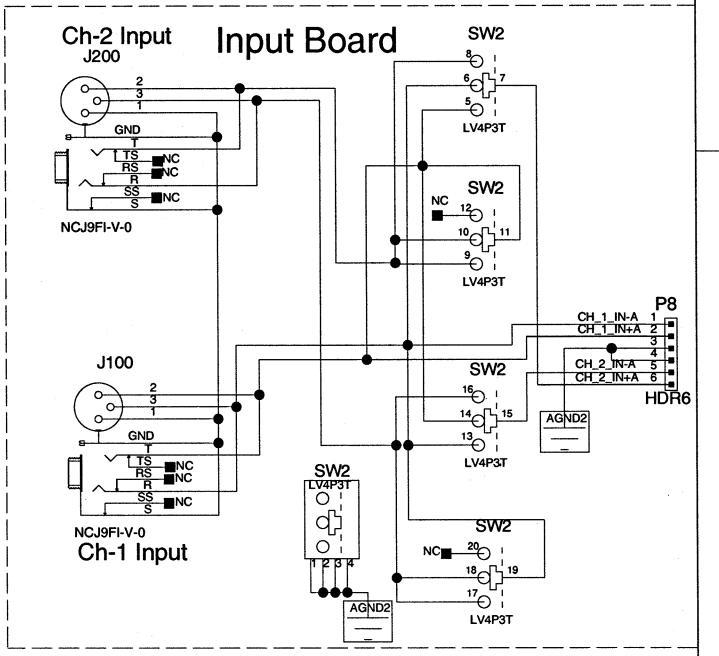 Ch-2 Input
J200
Input Board
2
3
1
GND
T
TS
NC
RS
NC
R
SS
NC
S
NCJ9FI-V-0
SW2
8
6
7
5
LV4P3T
SW2
NC
12
10
11
9
LV4P3T
P8
CH_1_IN-A 1
CH_1_IN+A 2
3
4
CH_2_IN-A 5
CH_2_IN+A 6
HDR6
AGND2
J100
2
3
1
GND
T
TS
NC
RS
NC
R
SS
NC
S
NCJ9FI-V-0
Ch-1 Input
SW2
16
14
15
13
LV4P3T
SW2
LV4P3T
1 2 3 4
AGND2
SW2
NC
20
18
19
17
LV4P3T